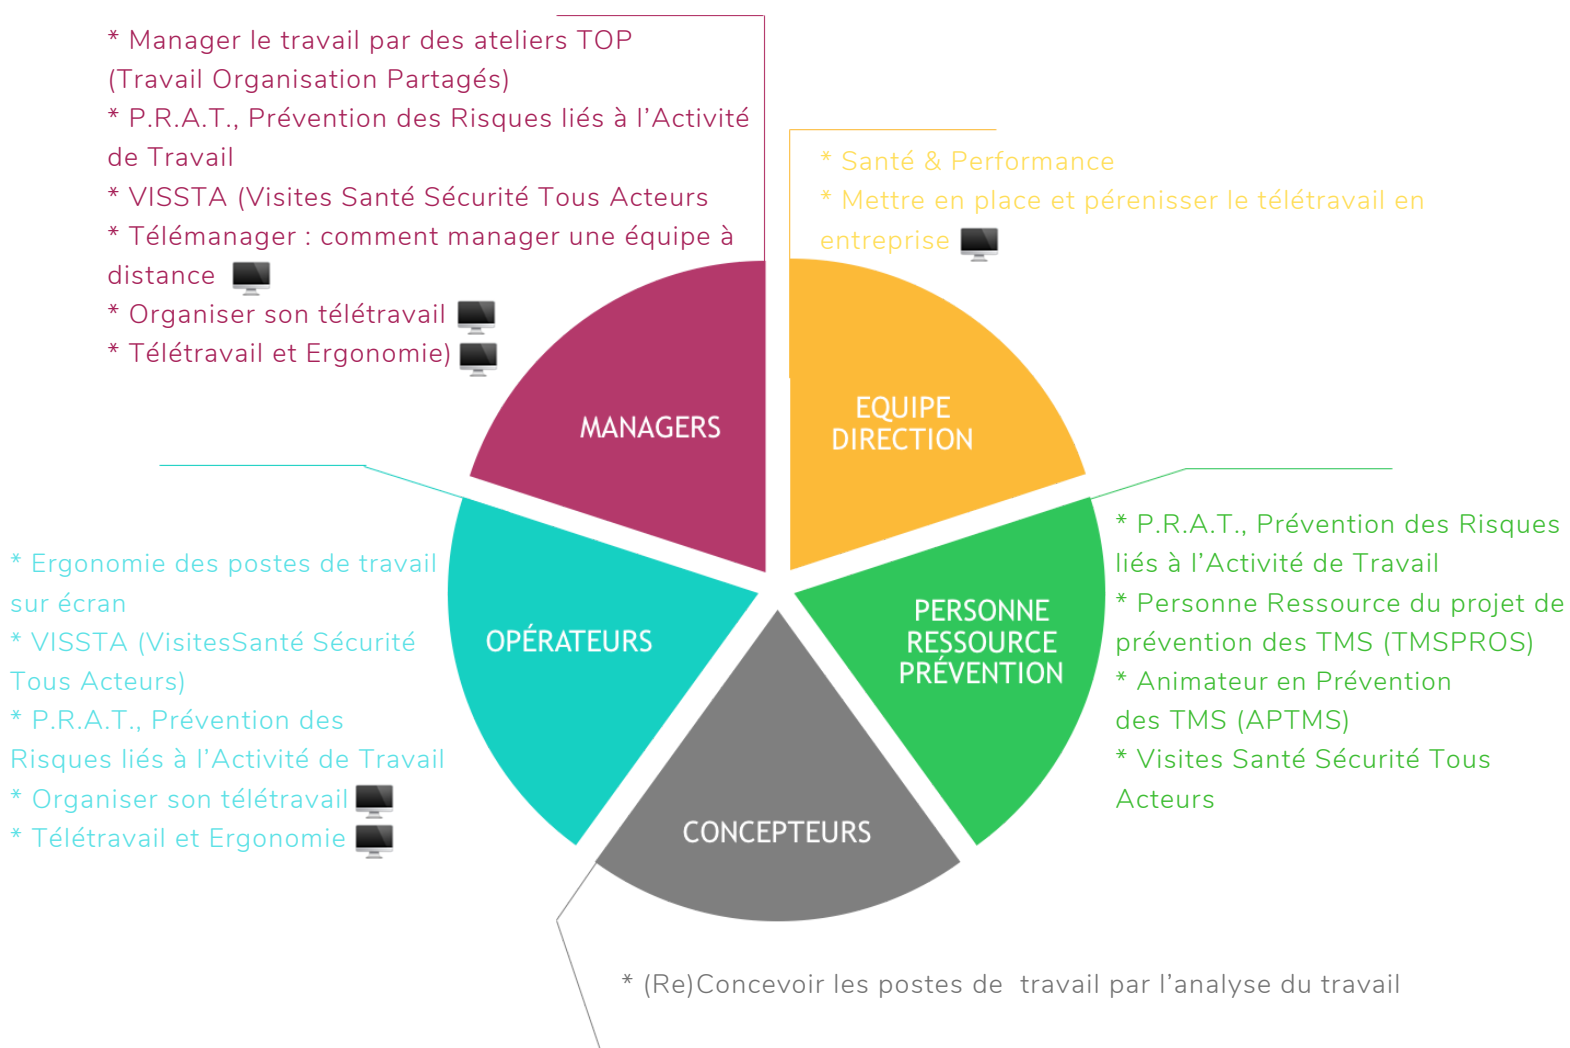 * Manager le travail par des ateliers TOP
(Travail Organisation Partagés)
* P.R.A.T., Prévention des Risques liés à l’Activité
de Travail
* VISSTA (Visites Santé Sécurité Tous Acteurs
* Télémanager : comment manager une équipe à
distance
* Organiser son télétravail
* Télétravail et Ergonomie)
* Santé & Performance
* Mettre en place et pérenisser le télétravail en
entreprise
MANAGERS
EQUIPE
DIRECTION
* Ergonomie des postes de travail
sur écran
* VISSTA (VisitesSanté Sécurité
Tous Acteurs)
* P.R.A.T., Prévention des
Risques liés à l’Activité de Travail
* Organiser son télétravail
* Télétravail et Ergonomie
OPÉRATEURS
PERSONNE
RESSOURCE
PRÉVENTION
* P.R.A.T., Prévention des Risques
liés à l’Activité de Travail
* Personne Ressource du projet de
prévention des TMS (TMSPROS)
* Animateur en Prévention
des TMS (APTMS)
* Visites Santé Sécurité Tous
Acteurs
CONCEPTEURS
* (Re)Concevoir les postes de  travail par l’analyse du travail